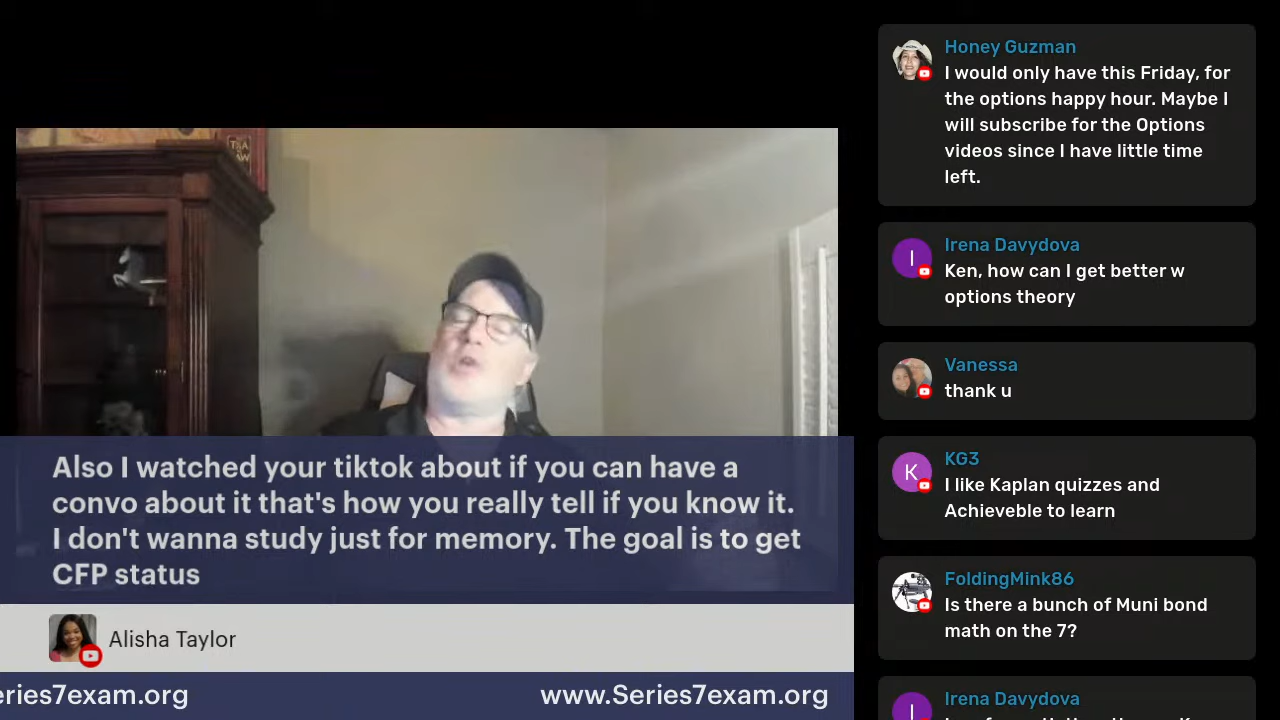 Honey Guzman
I would only have this Friday, for
the options happy hour. Maybe I
will subscribe for the Options
videos since I have little time
left.
Irena Davydova
Ken, how can I get better w
options theory
Vanessa
thank u
KG3
I like Kaplan quizzes and
Achieveble to learn
FoldingMink86
Is there a bunch of Muni bond
math on the 7?
Irena Davydova
Also I watched your tiktok about if you can have a
convo about it that's how you really tell if you know it.
I don't wanna study just for memory. The goal is to get
CFP status
Alisha Taylor
eries7exam.org
www.Series7exam.org